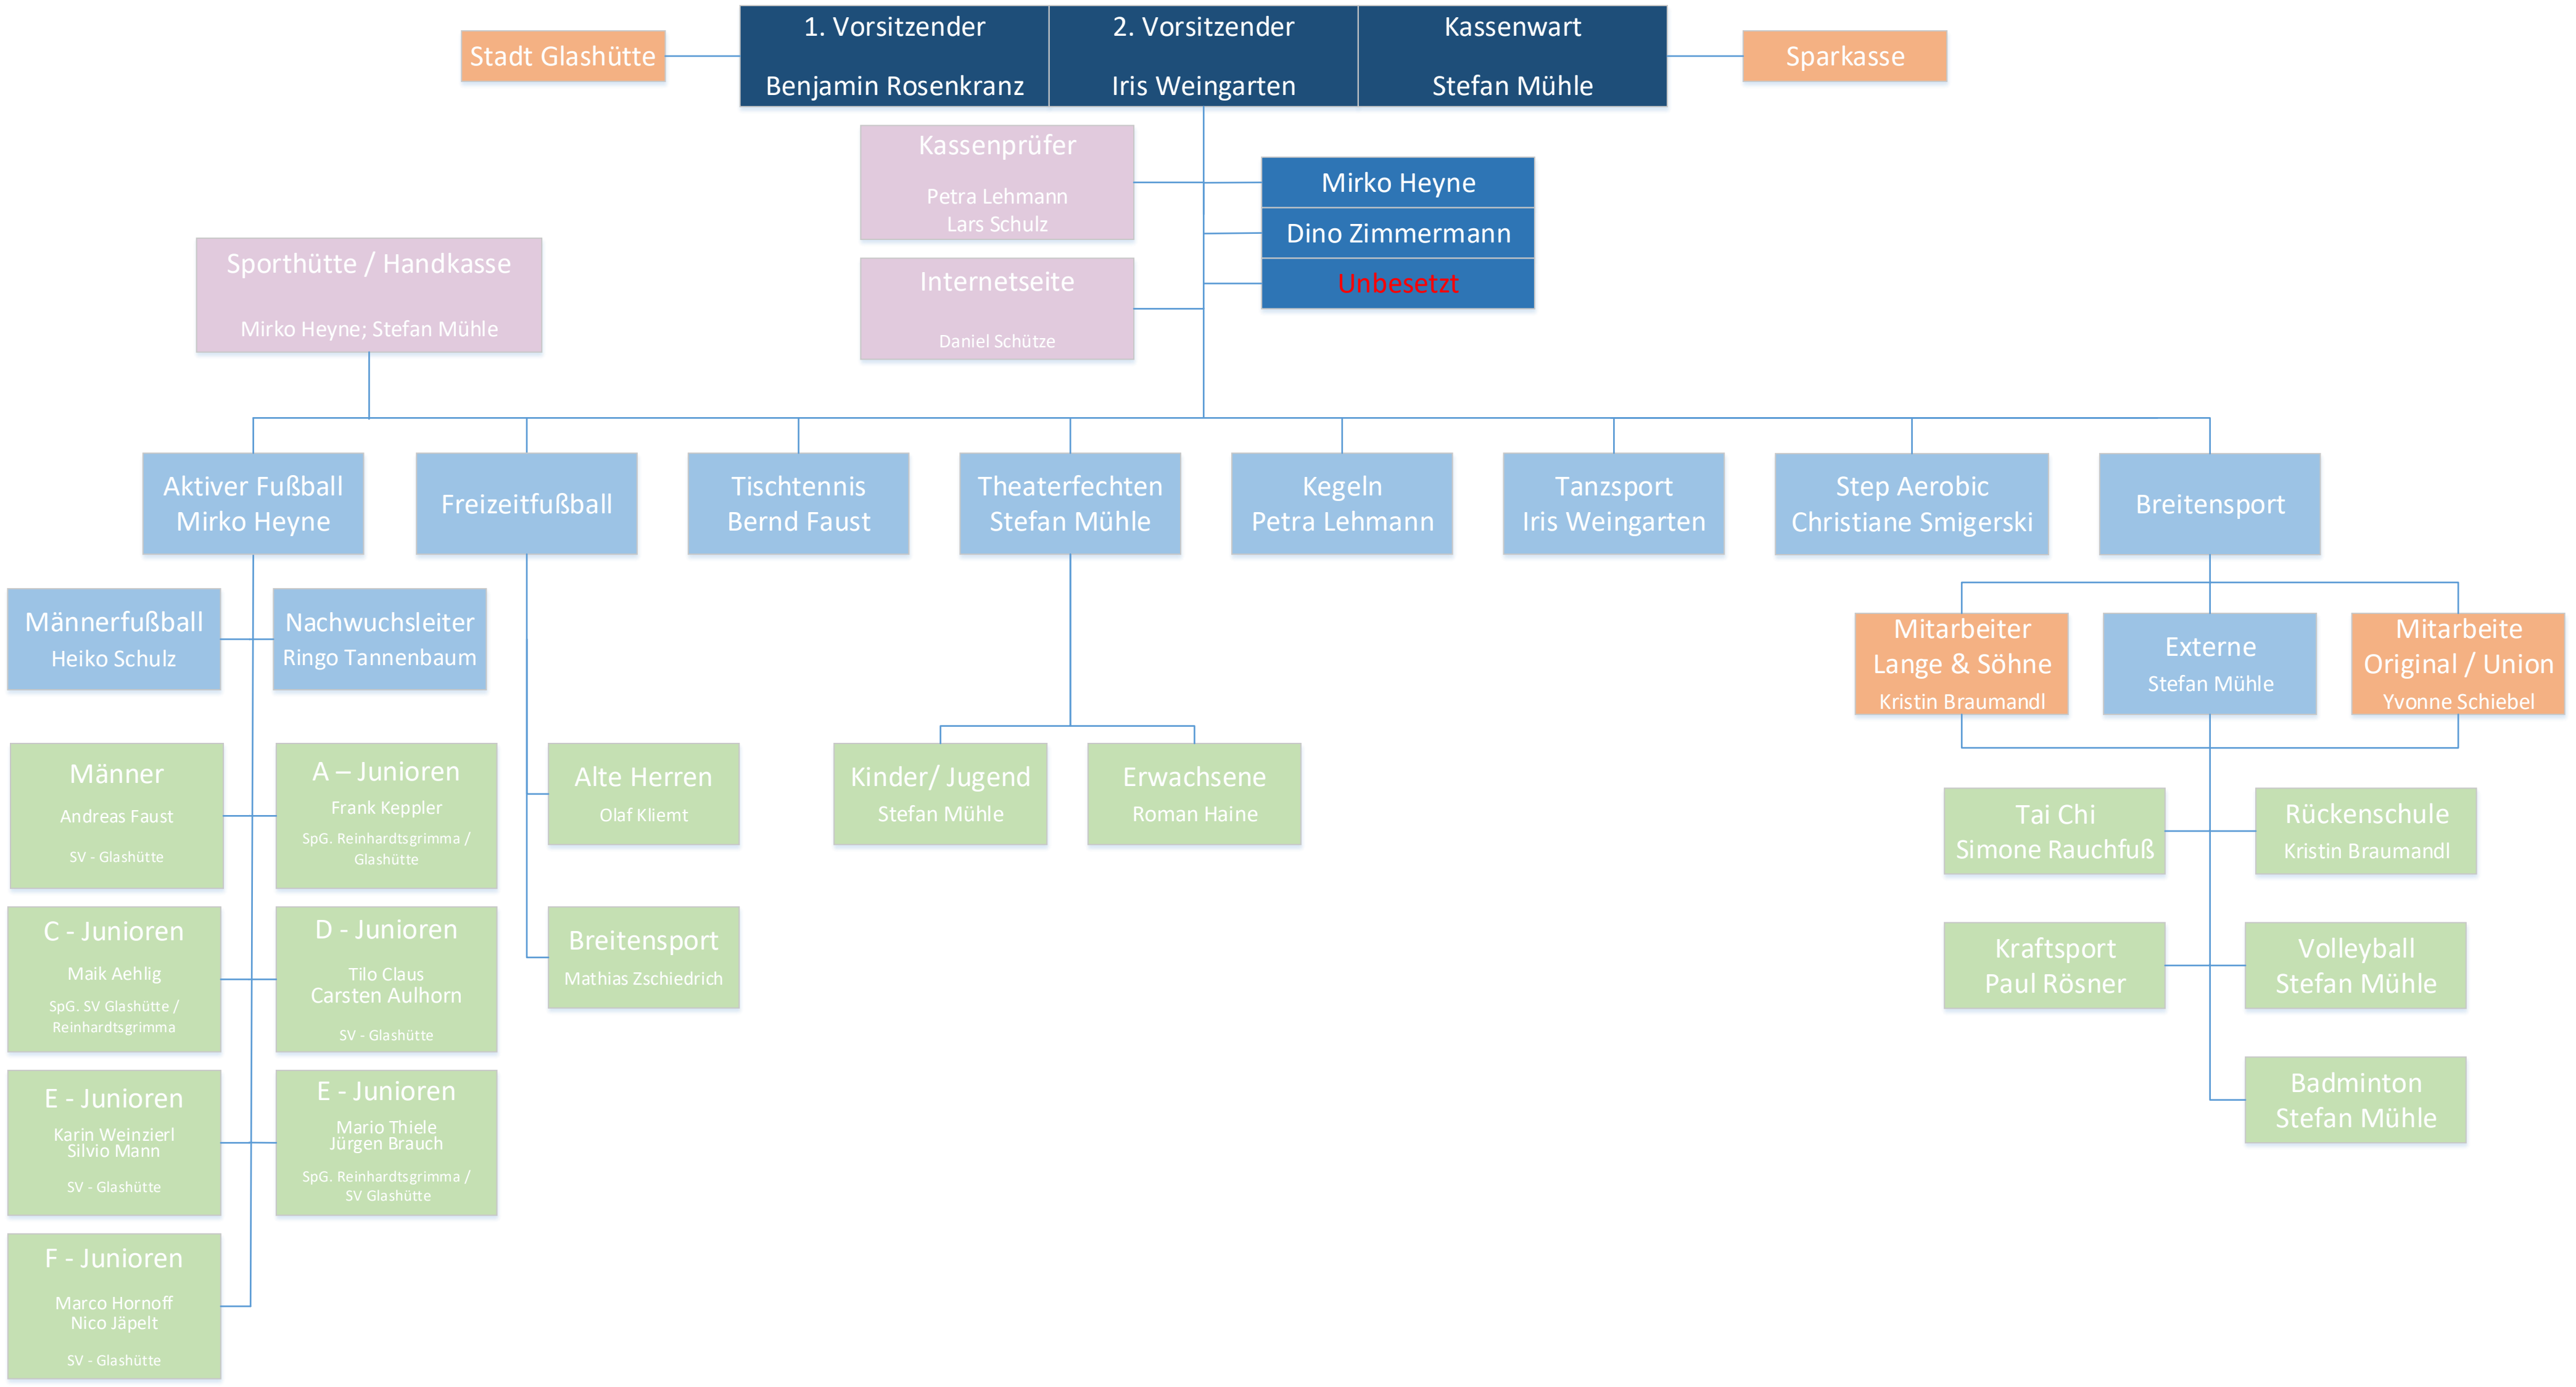 Stadt Glashütte
1. Vorsitzender
Benjamin Rosenkranz
2. Vorsitzender
Iris Weingarten
Kassenwart
Stefan Mühle
Sparkasse
Kassenprüfer
Petra Lehmann
Lars Schulz
Mirko Heyne
Dino Zimmermann
Unbesetzt
Sporthütte / Handkasse
Mirko Heyne; Stefan Mühle
Internetseite
Daniel Schütze
Aktiver Fußball
Mirko Heyne
Freizeitfußball
Tischtennis
Bernd Faust
Theaterfechten
Stefan Mühle
Kegeln
Petra Lehmann
Tanzsport
Iris Weingarten
Step Aerobic
Christiane Smigerski
Breitensport
Männerfußball
Heiko Schulz
Nachwuchsleiter
Ringo Tannenbaum
Mitarbeiter
Lange & Söhne
Kristin Braumandl
Externe
Stefan Mühle
Mitarbeite
Original / Union
Yvonne Schiebel
Männer
Andreas Faust
SV - Glashütte
A – Junioren
Frank Keppler
SpG. Reinhardtsgrimma /
Glashütte
Alte Herren
Olaf Kliemt
Kinder/ Jugend
Stefan Mühle
Erwachsene
Roman Haine
Tai Chi
Simone Rauchfuß
Rückenschule
Kristin Braumandl
C - Junioren
Maik Aehlig
SpG. SV Glashütte /
Reinhardtsgrimma
D - Junioren
Tilo Claus
Carsten Aulhorn
SV - Glashütte
Breitensport
Mathias Zschiedrich
Kraftsport
Paul Rösner
Volleyball
Stefan Mühle
E - Junioren
Karin Weinzierl
Silvio Mann
SV - Glashütte
E - Junioren
Mario Thiele
Jürgen Brauch
SpG. Reinhardtsgrimma /
SV Glashütte
Badminton
Stefan Mühle
F - Junioren
Marco Hornoff
Nico Jäpelt
SV - Glashütte